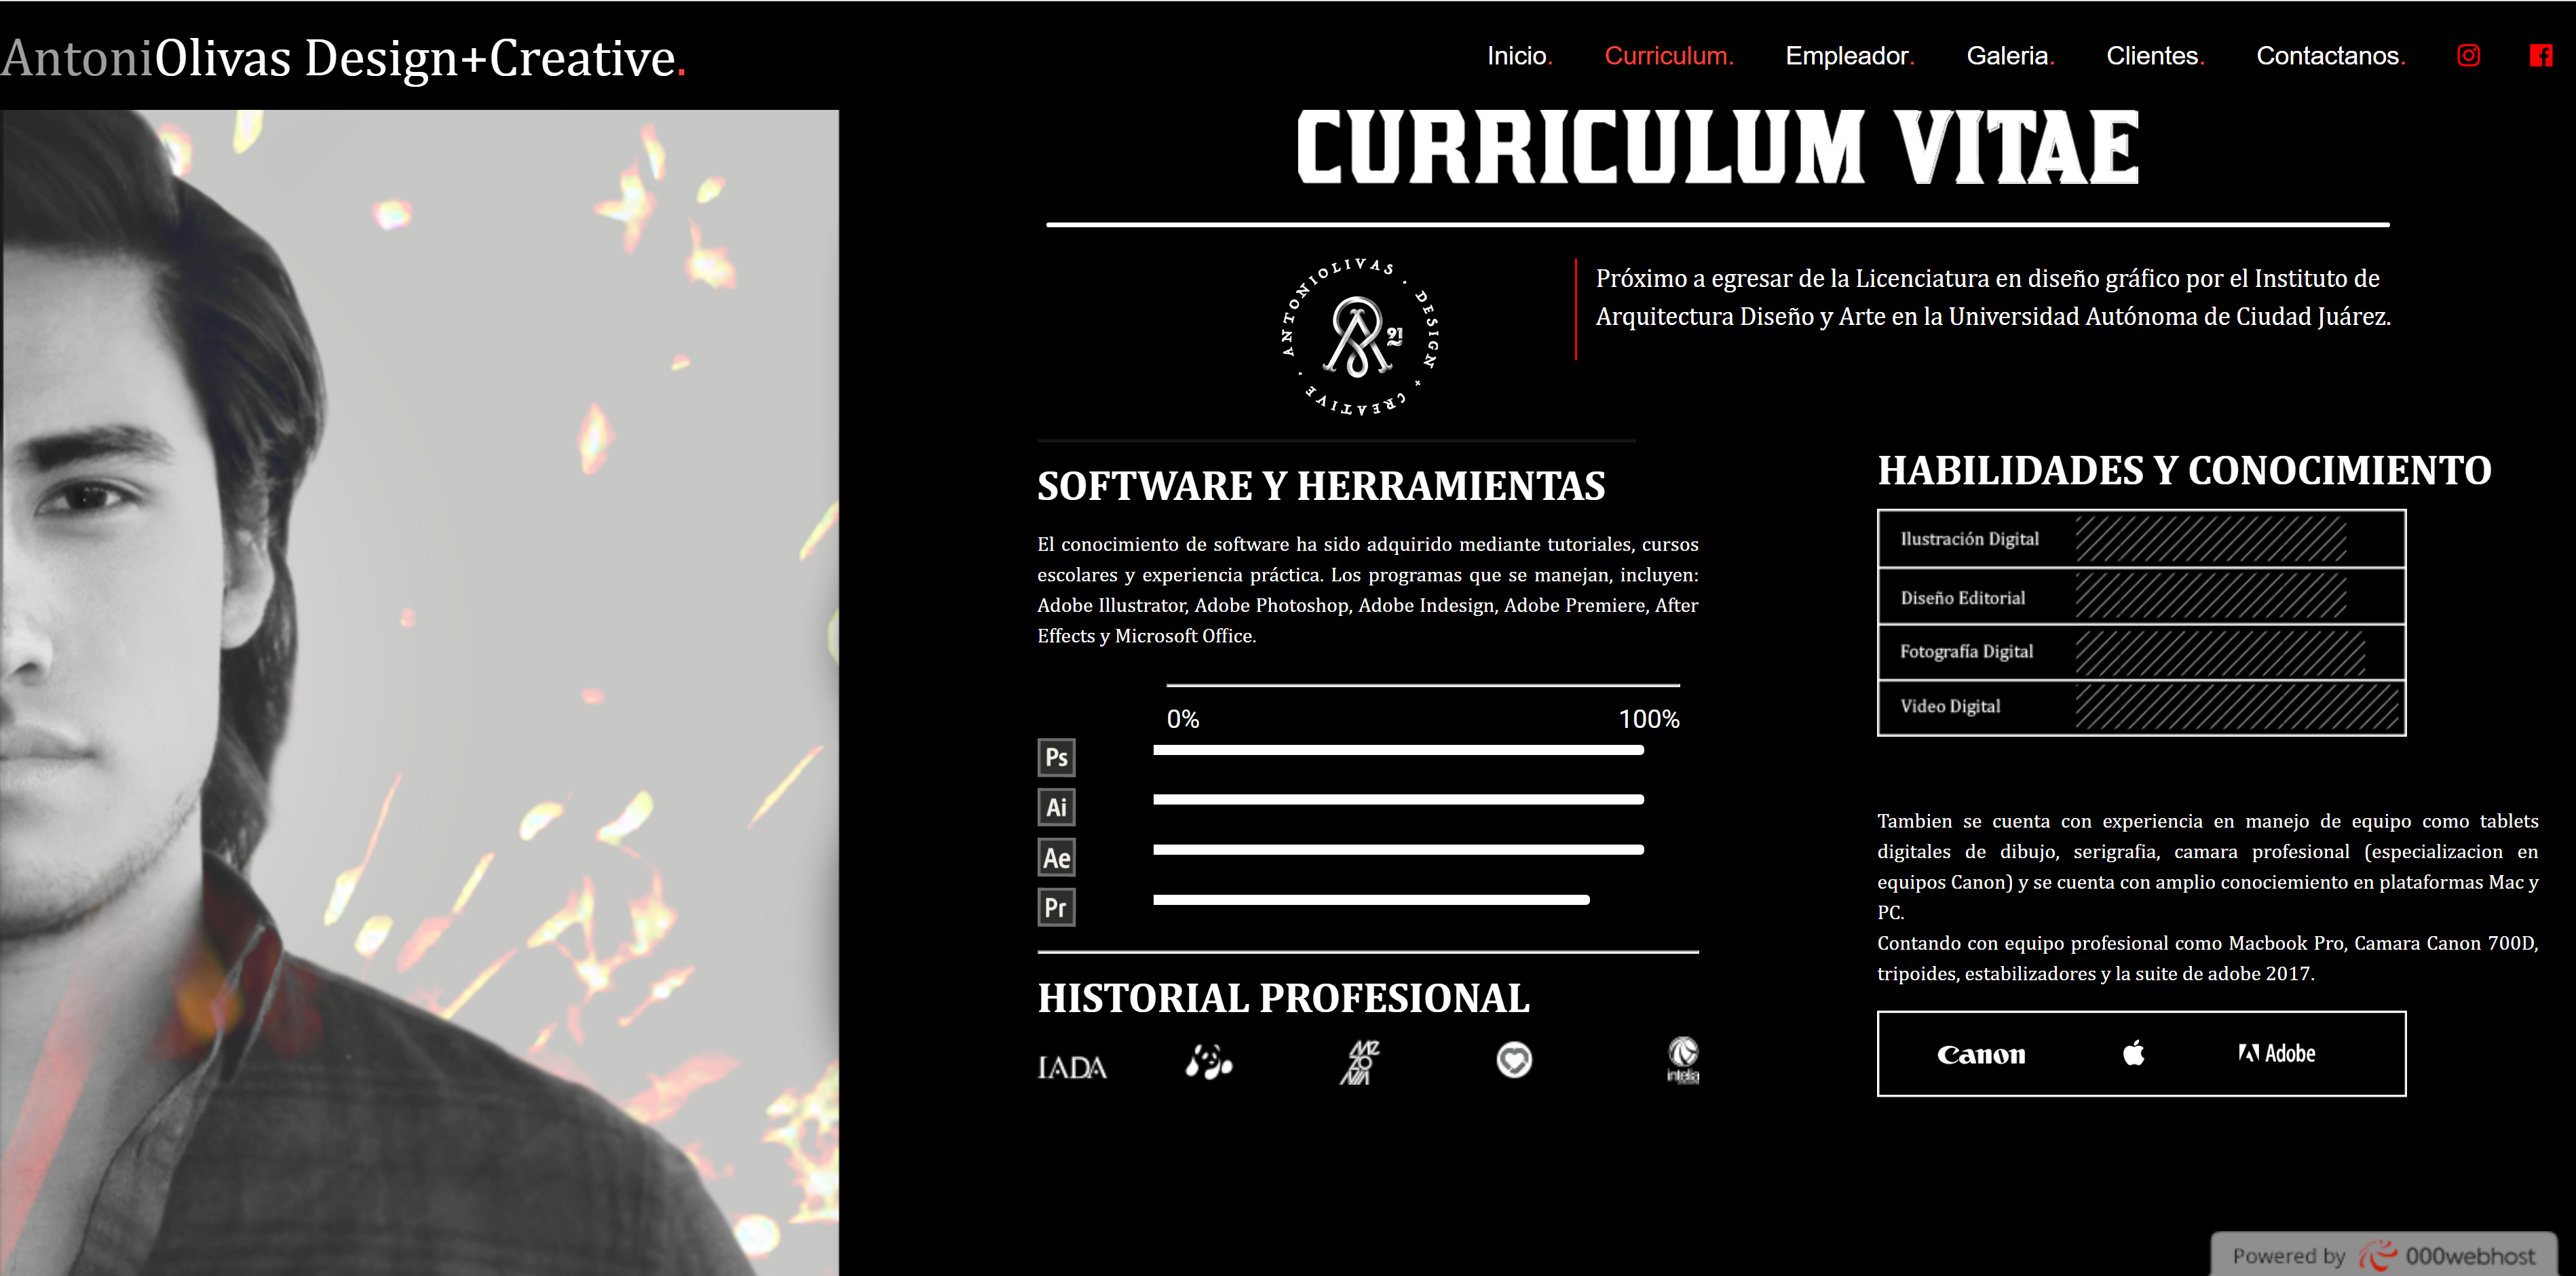 AntoniOlivas Design+Creative.
Inicio. Curriculum. Empleador. Galeria. Clientes. Contactanos.
CURRICULUM VITAE
ANTONIOLIVAS · DESIGN + CREATIVE ·
21
Próximo a egresar de la Licenciatura en diseño gráfico por el Instituto de
Arquitectura Diseño y Arte en la Universidad Autónoma de Ciudad Juárez.
SOFTWARE Y HERRAMIENTAS
El conocimiento de software ha sido adquirido mediante tutoriales, cursos
escolares y experiencia práctica. Los programas que se manejan, incluyen:
Adobe Illustrator, Adobe Photoshop, Adobe Indesign, Adobe Premiere, After
Effects y Microsoft Office.
0% 100%
Ps
Ai
Ae
Pr
HISTORIAL PROFESIONAL
IADA
MEZONIA
intelia
HABILIDADES Y CONOCIMIENTO
Ilustración Digital
Diseño Editorial
Fotografía Digital
Video Digital
Tambien se cuenta con experiencia en manejo de equipo como tablets
digitales de dibujo, serigrafia, camara profesional (especializacion en
equipos Canon) y se cuenta con amplio conociemiento en plataformas Mac y
PC.
Contando con equipo profesional como Macbook Pro, Camara Canon 700D,
tripoides, estabilizadores y la suite de adobe 2017.
Canon Adobe
Powered by 000webhost